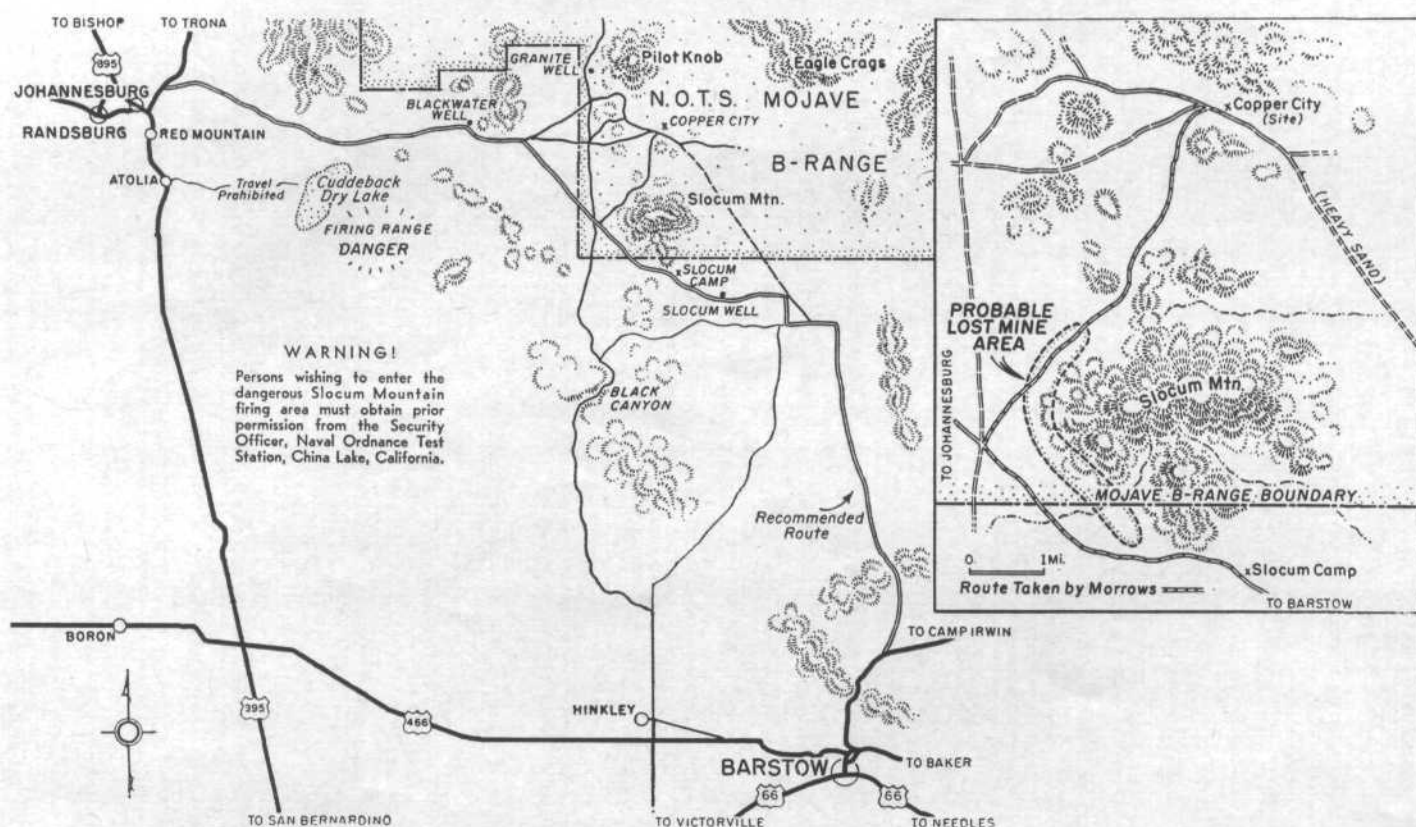 TO BISHOP
TO TRONA
395
JOHANNESBURG
RANDSBURG
RED MOUNTAIN
ATOLIA
Travel
Prohibited
Cuddeback
Dry Lake
FIRING RANGE
DANGER
BLACKWATER
WELL
GRANITE
WELL
Pilot Knob
Eagle Crags
N.O.T.S. MOJAVE
B-RANGE
x COPPER CITY
Slocum Mtn.
x SLOCUM
CAMP
SLOCUM WELL
BLACK
CANYON
WARNING!
Persons wishing to enter the
dangerous Slocum Mountain
firing area must obtain prior
permission from the Security
Officer, Naval Ordnance Test
Station, China Lake, California.
Recommended
Route
BORON
395
466
HINKLEY
TO CAMP IRWIN
BARSTOW
TO BAKER
66
66
TO SAN BERNARDINO
TO VICTORVILLE
TO NEEDLES
x Copper City
(Site)
(HEAVY SAND)
PROBABLE
LOST MINE
AREA
Slocum Mtn.
TO JOHANNESBURG
MOJAVE B-RANGE BOUNDARY
0 1 Mi.
Route Taken by Morrows
x Slocum Camp
TO BARSTOW